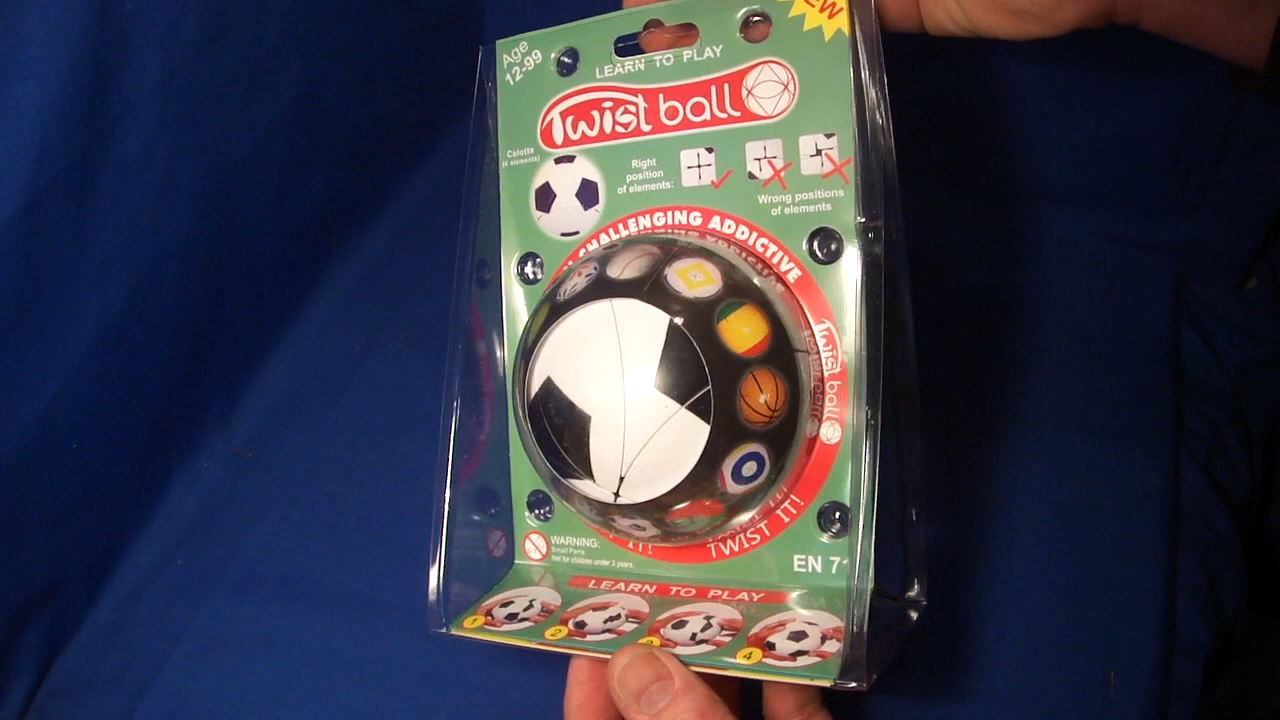 NEW
Age
12-99
LEARN TO PLAY
Twist ball
Calotte
(4 elements)
Right
position
of elements:
Wrong positions
of elements
CHALLENGING ADDICTIVE
Twist ball
IT!
TWIST IT!
WARNING:
Small Parts
Not for children under 3 years
EN 71
LEARN TO PLAY
1
2
3
4